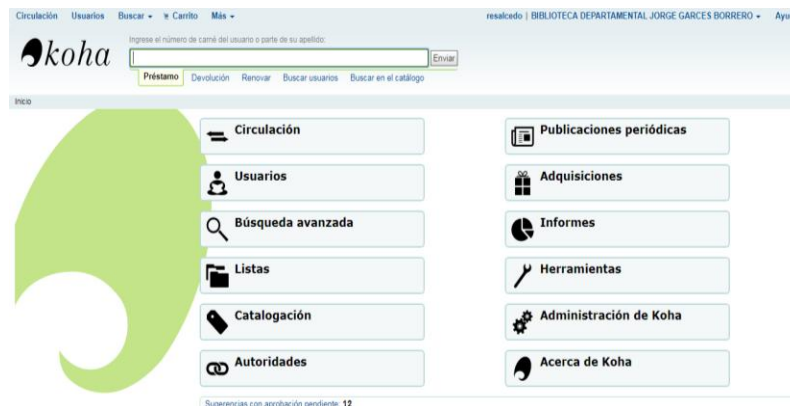 Circulación Usuarios Buscar Carrito Más resalcedo | BIBLIOTECA DEPARTAMENTAL JORGE GARCES BORRERO Ayu
Ingrese el número de carné del usuario o parte de su apellido:
koha
Enviar
Préstamo Devolución Renovar Buscar usuarios Buscar en el catálogo
Inicio
Circulación Publicaciones periódicas
Usuarios Adquisiciones
Búsqueda avanzada Informes
Listas Herramientas
Catalogación Administración de Koha
Autoridades Acerca de Koha
Sugerencias con aprobación pendiente: 12